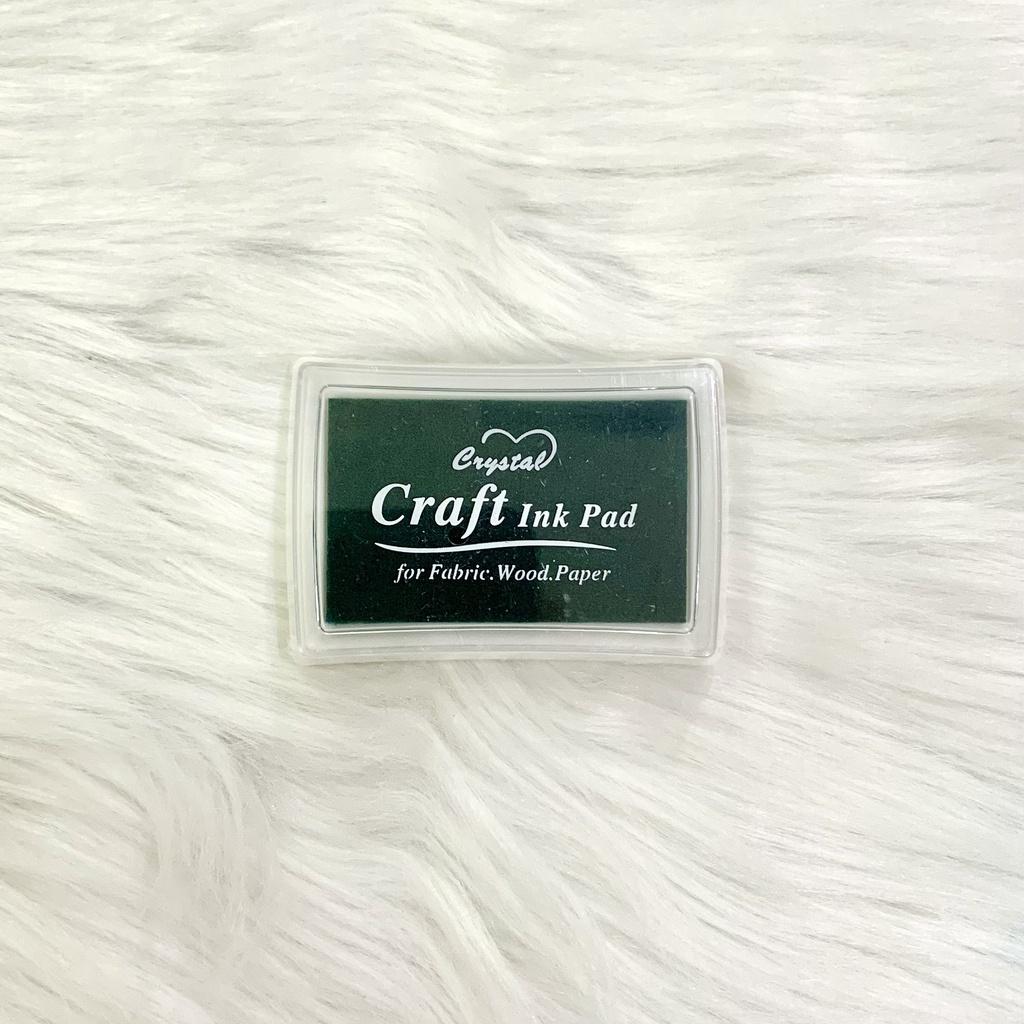 Crystal
Craft Ink Pad
for Fabric.Wood.Paper